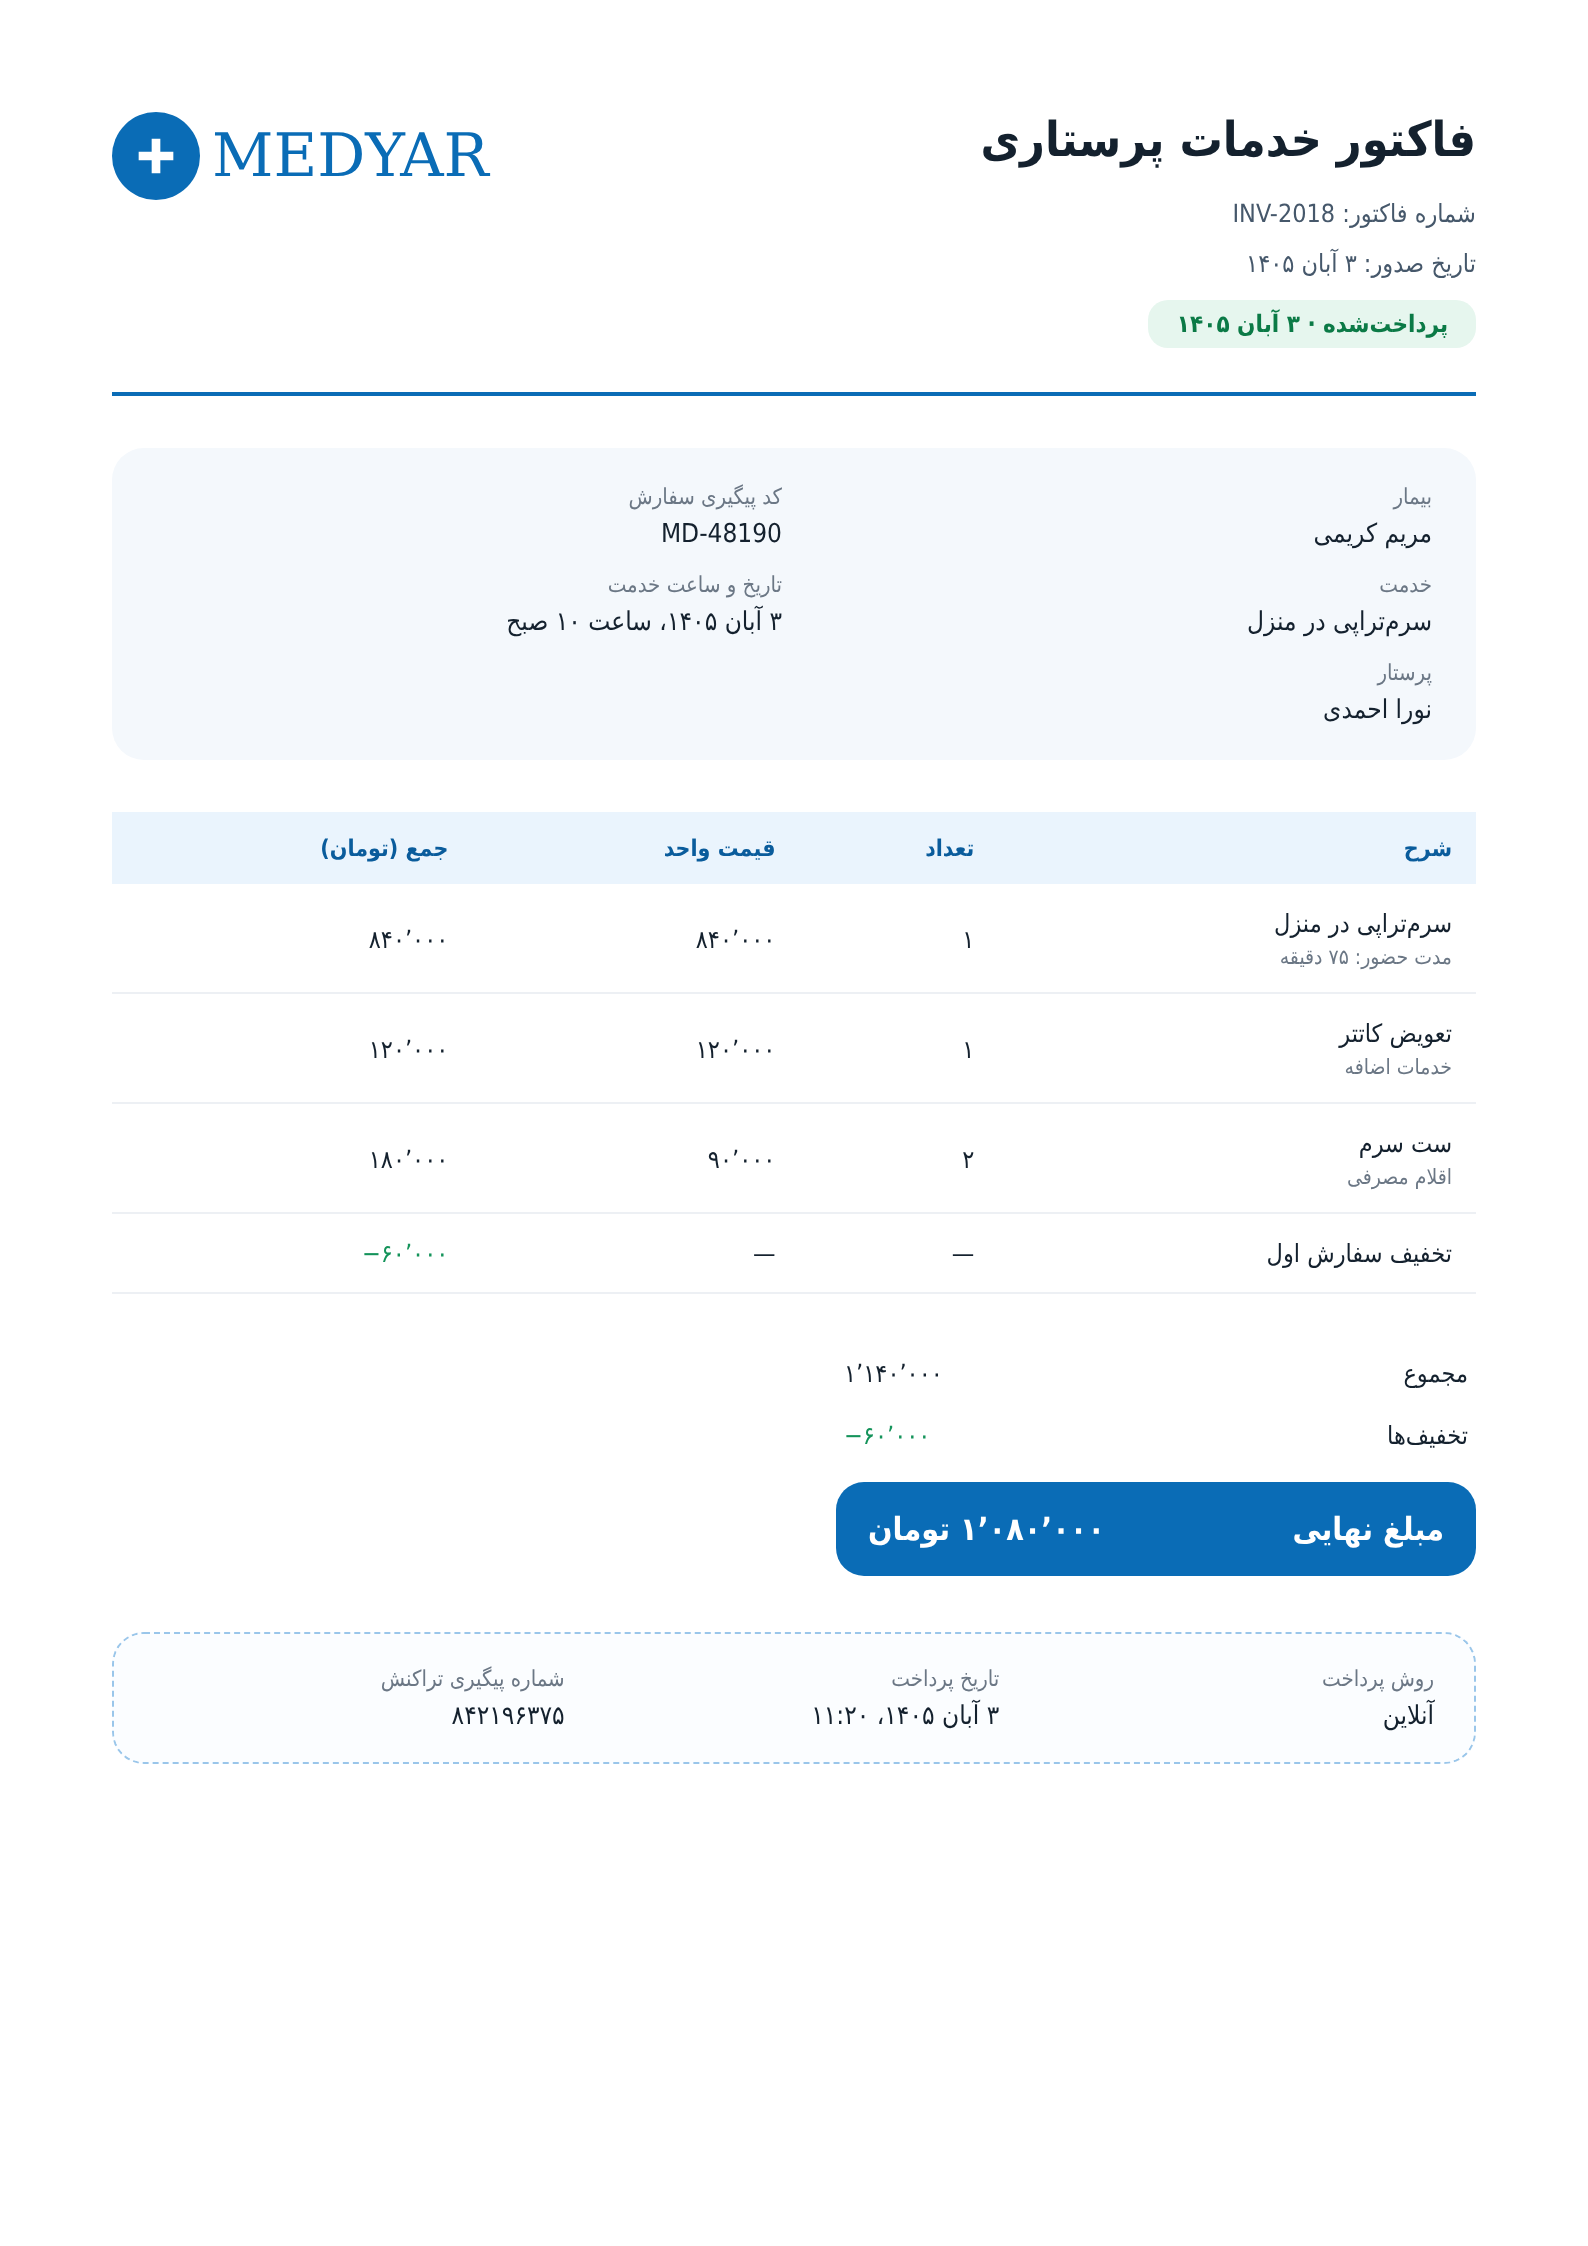 فاکتور خدمات پرستاری
MEDYAR
شماره فاکتور: INV-2018
تاریخ صدور: ۳ آبان ۱۴۰۵
پرداخت‌شده · ۳ آبان ۱۴۰۵
بیمار
کد پیگیری سفارش
مریم کریمی
MD-48190
خدمت
تاریخ و ساعت خدمت
سرم‌تراپی در منزل
۳ آبان ۱۴۰۵، ساعت ۱۰ صبح
پرستار
نورا احمدی
شرح تعداد قیمت واحد جمع (تومان)
سرم‌تراپی در منزل ۱ ۸۴۰٬۰۰۰ ۸۴۰٬۰۰۰
مدت حضور: ۷۵ دقیقه
تعویض کاتتر ۱ ۱۲۰٬۰۰۰ ۱۲۰٬۰۰۰
خدمات اضافه
ست سرم ۲ ۹۰٬۰۰۰ ۱۸۰٬۰۰۰
اقلام مصرفی
تخفیف سفارش اول — — −۶۰٬۰۰۰
مجموع ۱٬۱۴۰٬۰۰۰
تخفیف‌ها −۶۰٬۰۰۰
مبلغ نهایی ۱٬۰۸۰٬۰۰۰ تومان
روش پرداخت تاریخ پرداخت شماره پیگیری تراکنش
آنلاین ۳ آبان ۱۴۰۵، ۱۱:۲۰ ۸۴۲۱۹۶۳۷۵